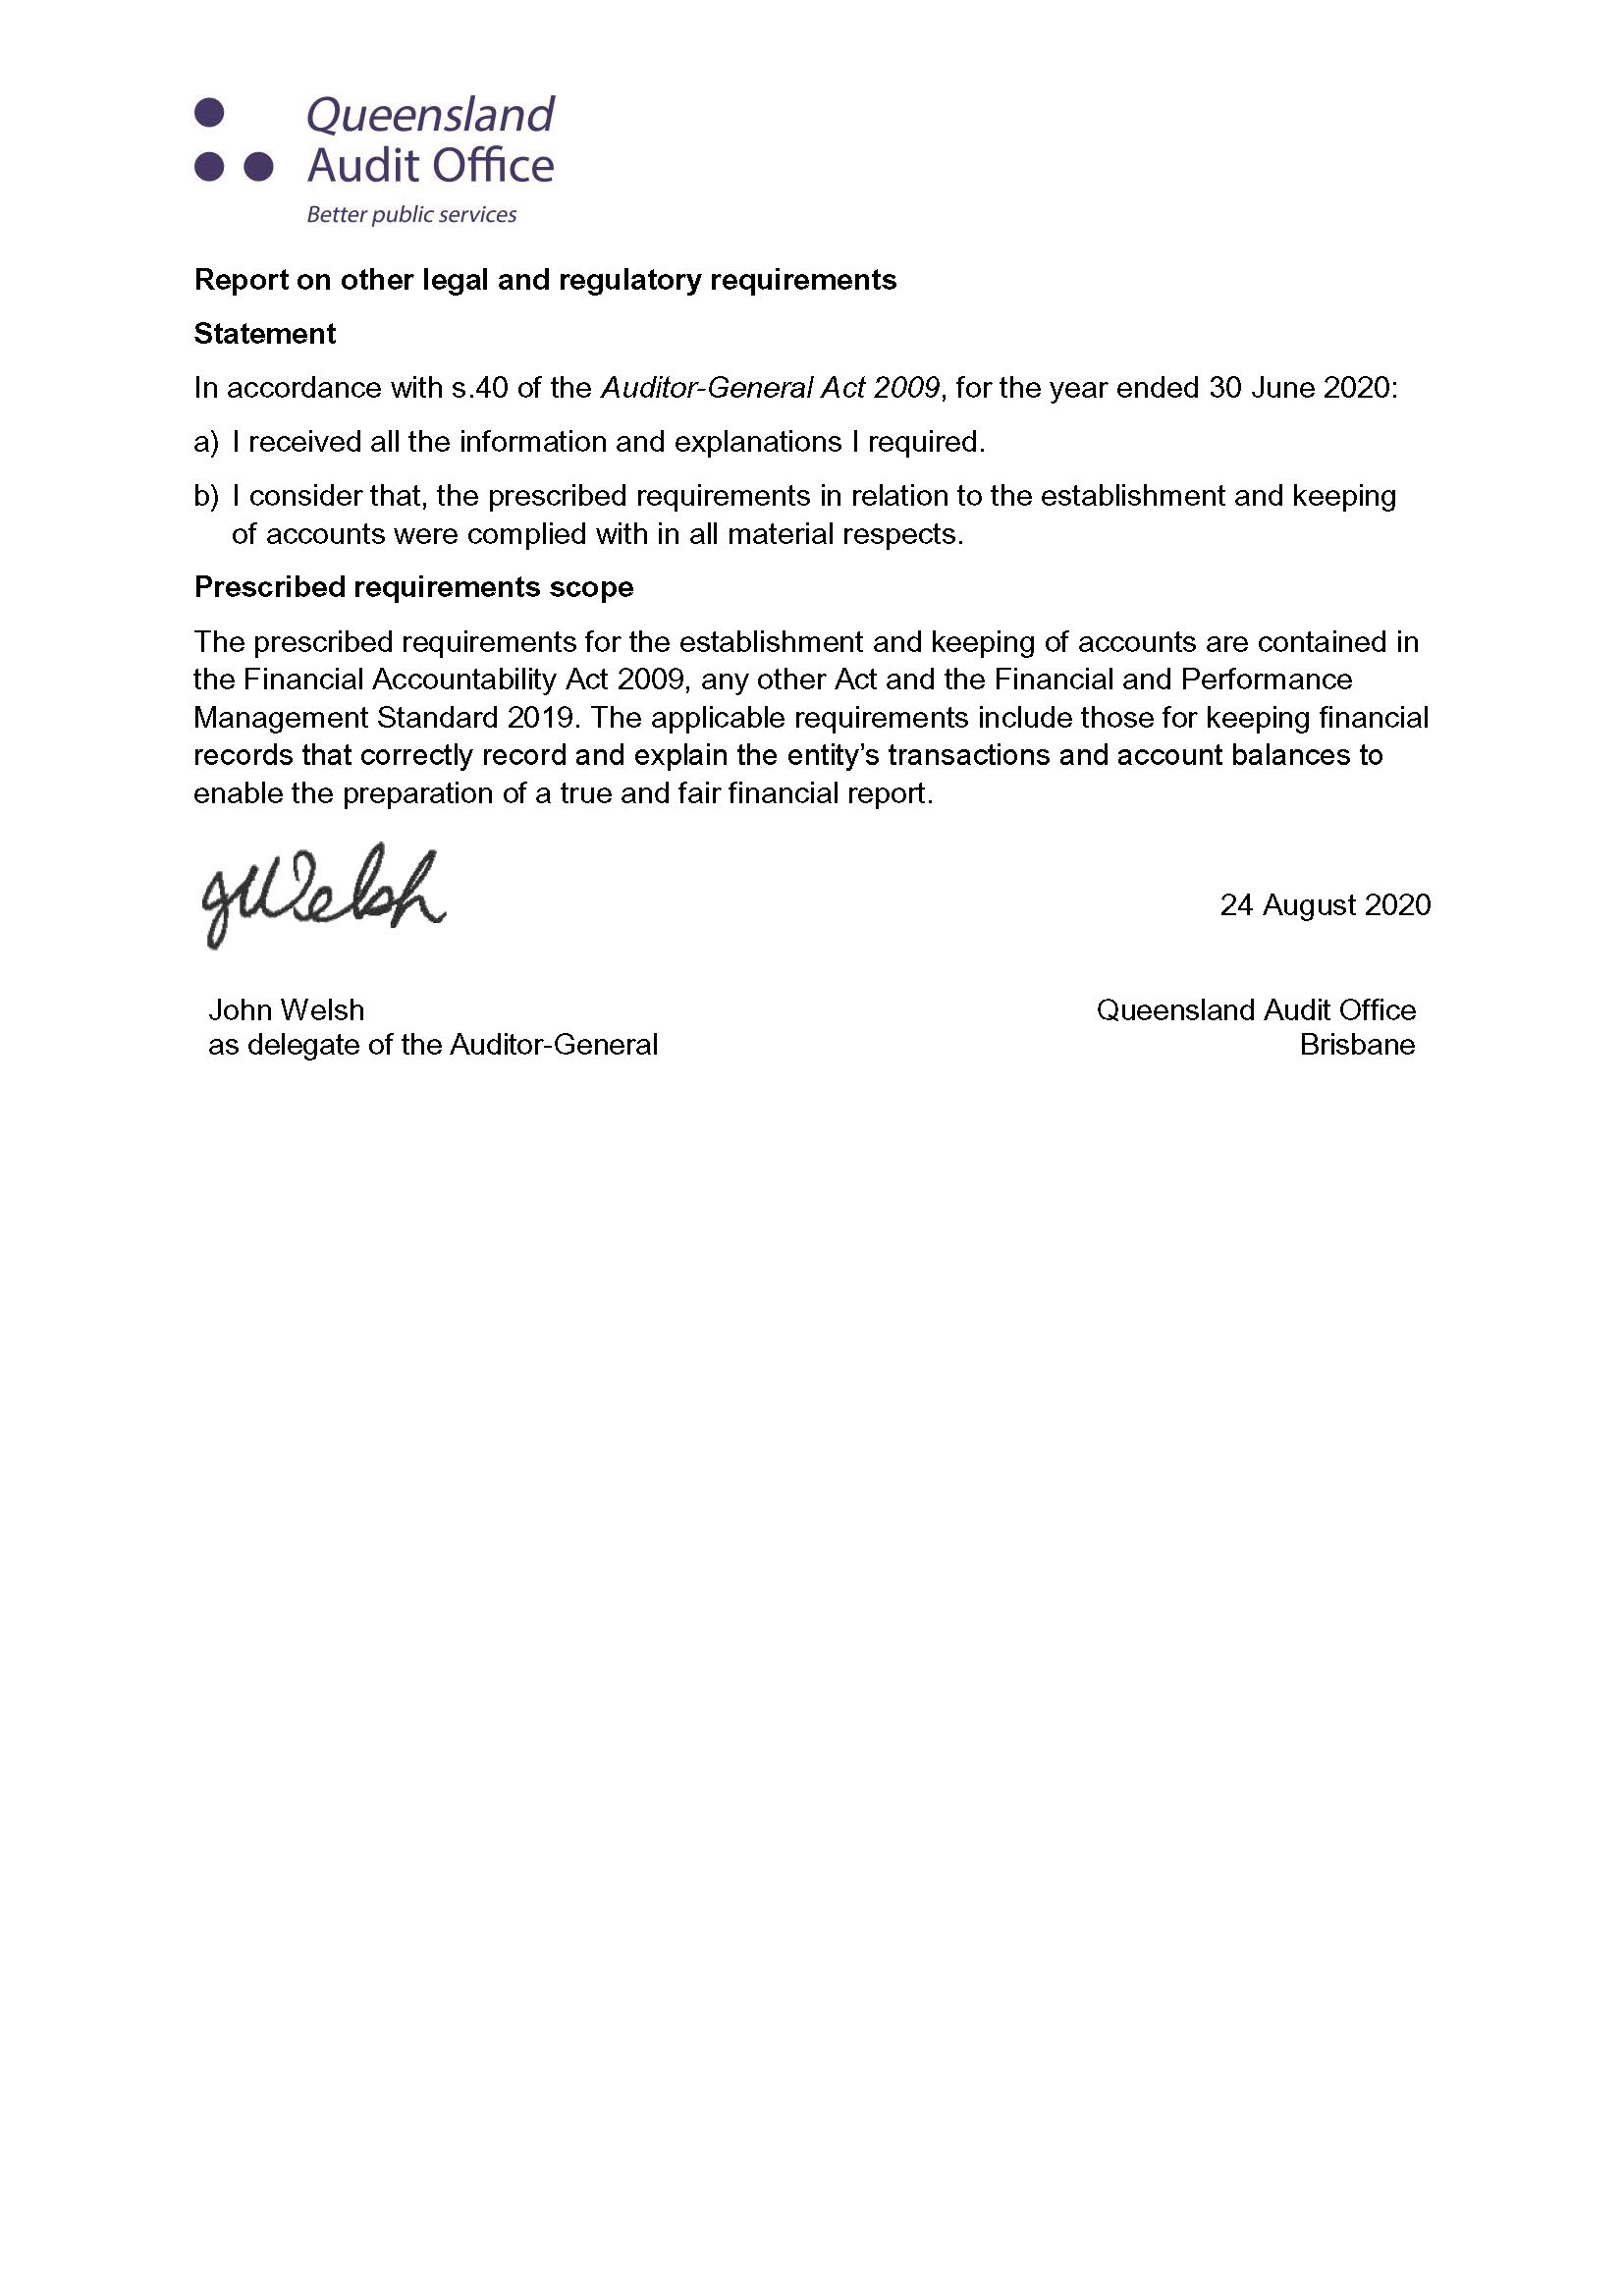 Queensland
Audit Office
Better public services
Report on other legal and regulatory requirements
Statement
In accordance with s.40 of the Auditor-General Act 2009, for the year ended 30 June 2020:
a) I received all the information and explanations I required.
b) I consider that, the prescribed requirements in relation to the establishment and keeping
of accounts were complied with in all material respects.
Prescribed requirements scope
The prescribed requirements for the establishment and keeping of accounts are contained in
the Financial Accountability Act 2009, any other Act and the Financial and Performance
Management Standard 2019. The applicable requirements include those for keeping financial
records that correctly record and explain the entity’s transactions and account balances to
enable the preparation of a true and fair financial report.
JWelsh
24 August 2020
John Welsh
as delegate of the Auditor-General
Queensland Audit Office
Brisbane